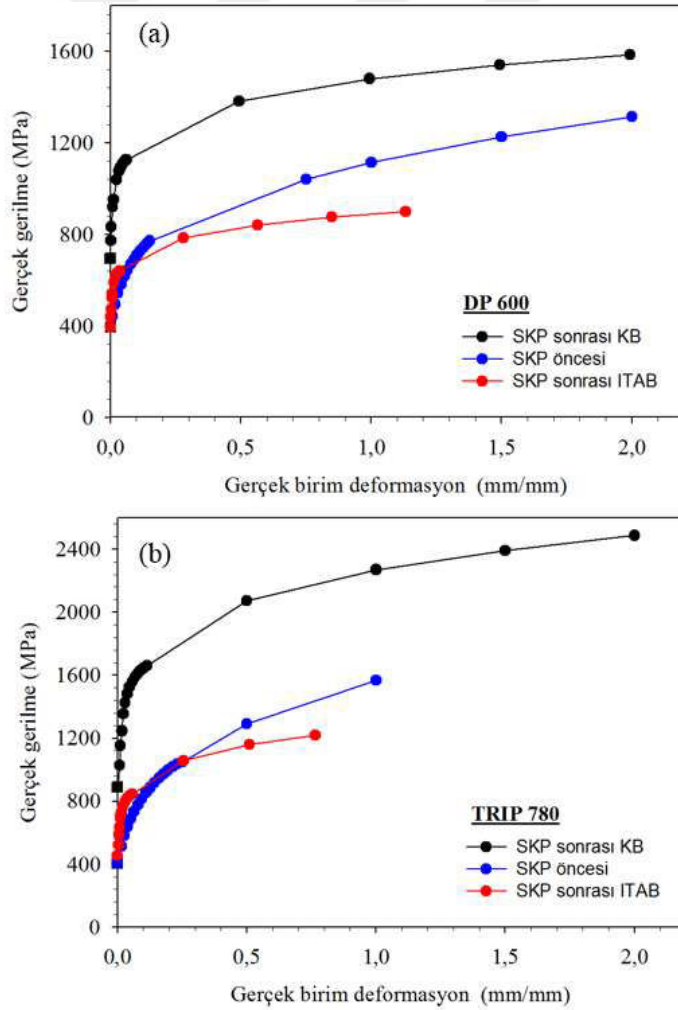 (a)
1600
1200
800
400
0
Gerçek gerilme (MPa)
DP 600
SKP sonrası KB
SKP öncesi
SKP sonrası ITAB
0,0 0,5 1,0 1,5 2,0
Gerçek birim deformasyon (mm/mm)
(b)
2400
2000
1600
1200
800
400
0
Gerçek gerilme (MPa)
TRIP 780
SKP sonrası KB
SKP öncesi
SKP sonrası ITAB
0,0 0,5 1,0 1,5 2,0
Gerçek birim deformasyon (mm/mm)